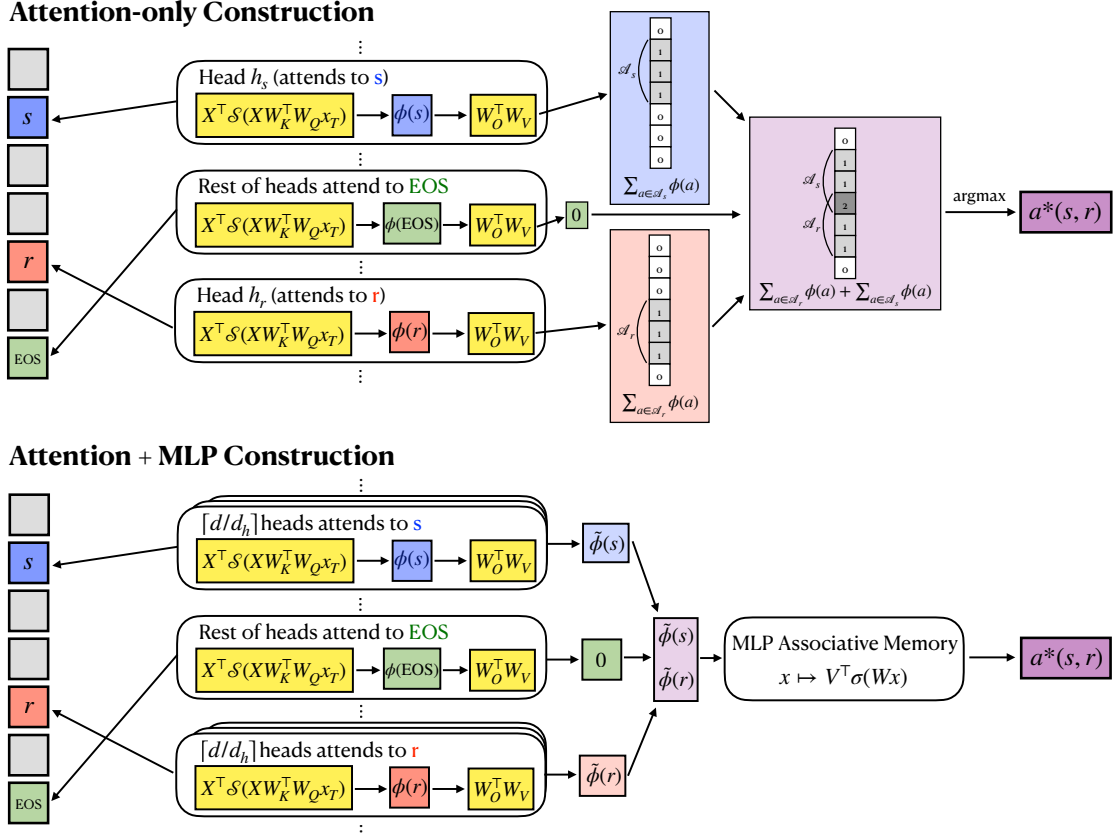 Attention-only Construction
⋮
Head h_s (attends to s)
X^⊤ 𝒮(XW_K^⊤ W_Q x_T)
ϕ(s)
W_O^⊤ W_V
⋮
Rest of heads attend to EOS
X^⊤ 𝒮(XW_K^⊤ W_Q x_T)
ϕ(EOS)
W_O^⊤ W_V
⋮
Head h_r (attends to r)
X^⊤ 𝒮(XW_K^⊤ W_Q x_T)
ϕ(r)
W_O^⊤ W_V
⋮
s
r
EOS
𝒜_s
0
1
1
1
0
0
0
∑_{a∈𝒜_s} ϕ(a)
0
𝒜_r
0
0
0
1
1
1
0
∑_{a∈𝒜_r} ϕ(a)
𝒜_s
𝒜_r
0
1
1
2
1
1
0
∑_{a∈𝒜_r} ϕ(a) + ∑_{a∈𝒜_s} ϕ(a)
argmax
a*(s, r)
Attention + MLP Construction
⋮
⌈d/d_h⌉ heads attends to s
X^⊤ 𝒮(XW_K^⊤ W_Q x_T)
ϕ(s)
W_O^⊤ W_V
⋮
Rest of heads attend to EOS
X^⊤ 𝒮(XW_K^⊤ W_Q x_T)
ϕ(EOS)
W_O^⊤ W_V
⋮
⌈d/d_h⌉ heads attends to r
X^⊤ 𝒮(XW_K^⊤ W_Q x_T)
ϕ(r)
W_O^⊤ W_V
⋮
s
r
EOS
ϕ̃(s)
0
ϕ̃(r)
ϕ̃(s)
ϕ̃(r)
MLP Associative Memory
x ↦ V^⊤σ(Wx)
a*(s, r)